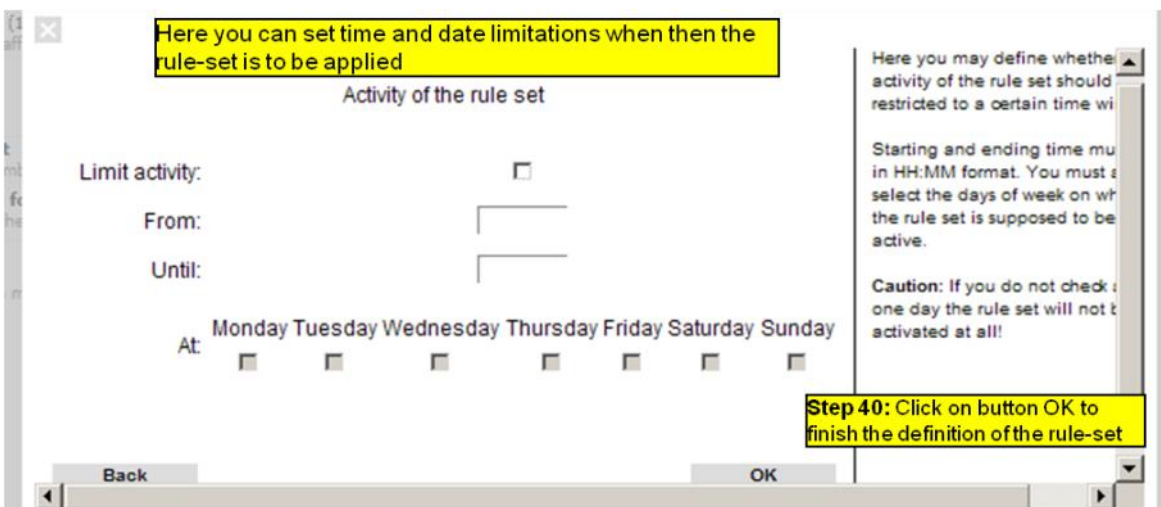 Here you can set time and date limitations when then the
rule-set is to be applied
Activity of the rule set
Limit activity:
From:
Until:
Monday Tuesday Wednesday Thursday Friday Saturday Sunday
At:
Back
OK
Here you may define
activity of the rule set should
restricted to a certain time
Starting and ending time
in HH:MM format. You must
select the days of week on
the rule set is supposed to be
active.
Caution: If you do not check
one day the rule set will not
activated at all!
Step 40: Click on button OK to
finish the definition of the rule-set